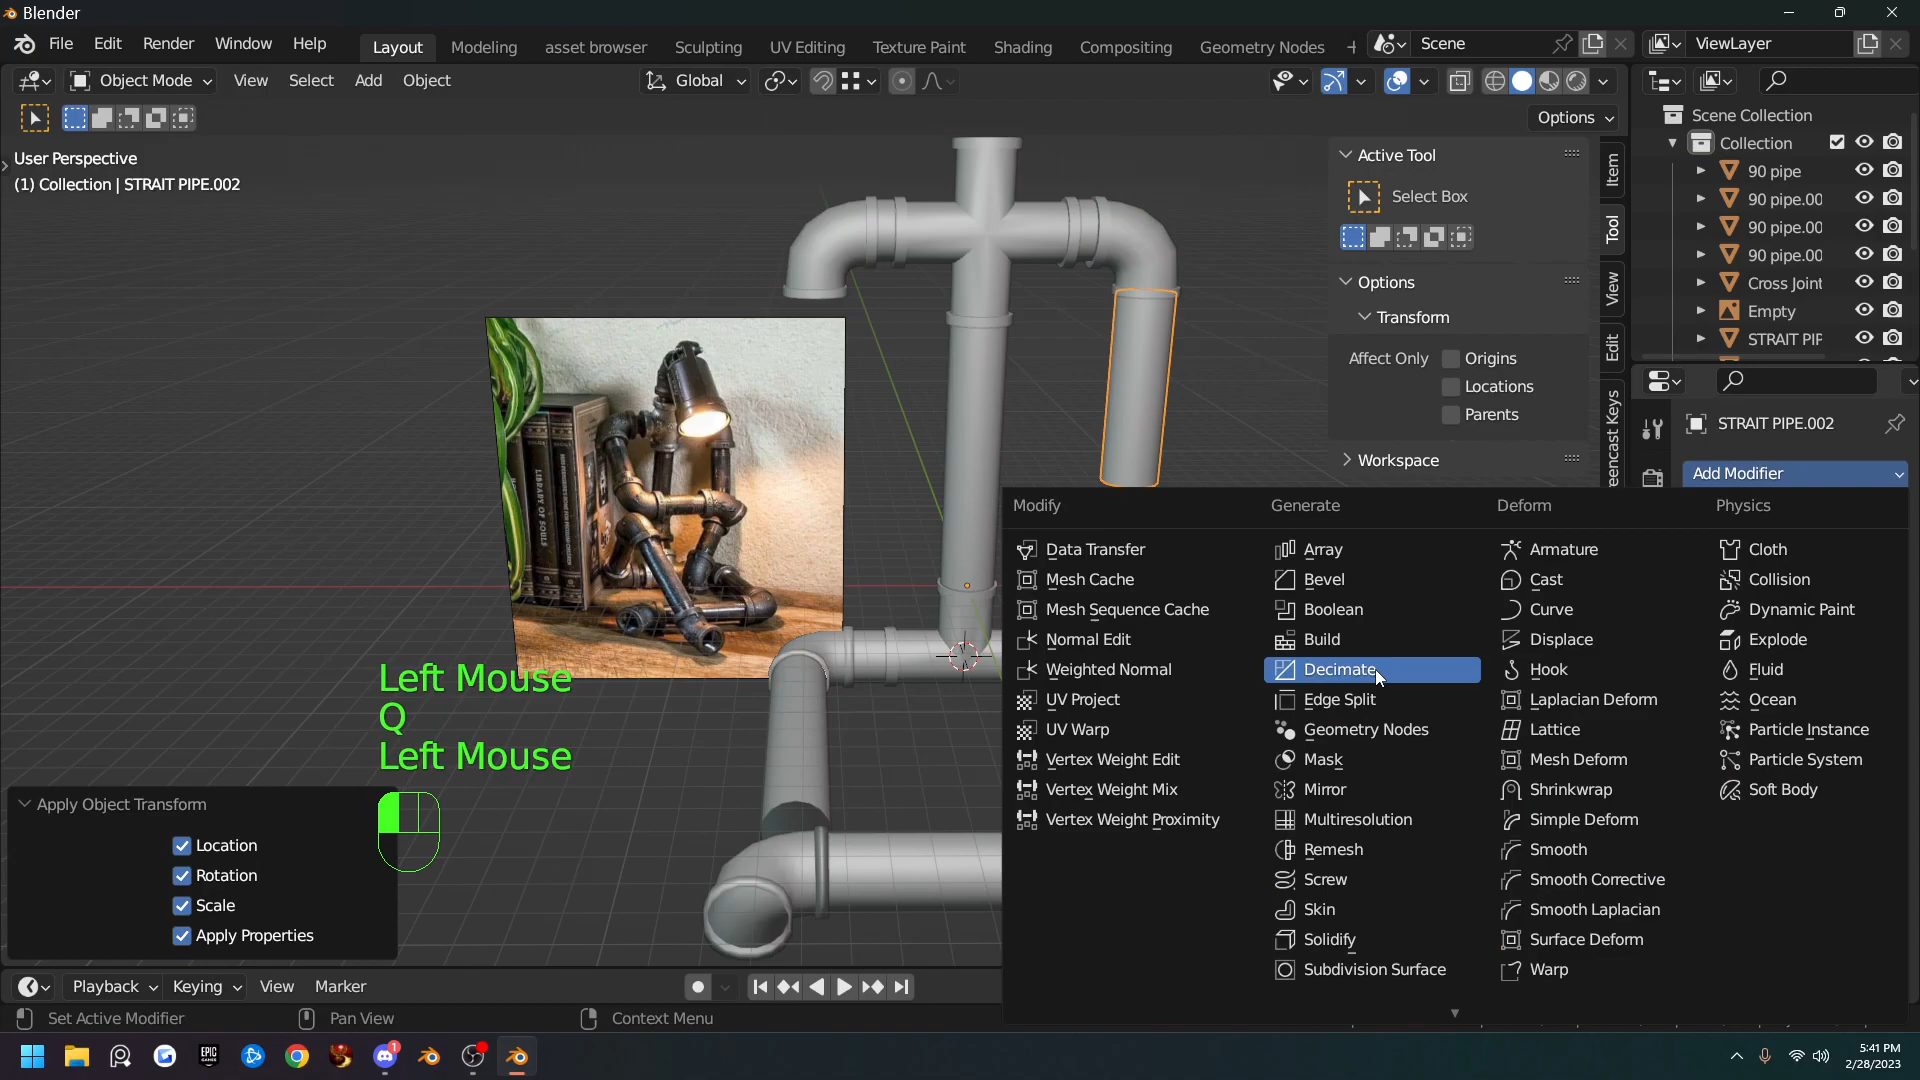 Blender
File Edit Render Window Help
Layout Modeling asset browser Sculpting UV Editing Texture Paint Shading Compositing Geometry Nodes
Scene
ViewLayer
Object Mode View Select Add Object
Global
Options
User Perspective
(1) Collection | STRAIT PIPE.002
Active Tool
Select Box
Options
Transform
Affect Only Origins
Locations
Parents
Workspace
Item
Tool
View
Edit
reencast Keys
Scene Collection
Collection
90 pipe
90 pipe.00
90 pipe.00
90 pipe.00
Cross Joint
Empty
STRAIT PIP
STRAIT PIPE.002
Add Modifier
Modify
Data Transfer
Mesh Cache
Mesh Sequence Cache
Normal Edit
Weighted Normal
UV Project
UV Warp
Vertex Weight Edit
Vertex Weight Mix
Vertex Weight Proximity
Generate
Array
Bevel
Boolean
Build
Decimate
Edge Split
Geometry Nodes
Mask
Mirror
Multiresolution
Remesh
Screw
Skin
Solidify
Subdivision Surface
Deform
Armature
Cast
Curve
Displace
Hook
Laplacian Deform
Lattice
Mesh Deform
Shrinkwrap
Simple Deform
Smooth
Smooth Corrective
Smooth Laplacian
Surface Deform
Warp
Physics
Cloth
Collision
Dynamic Paint
Explode
Fluid
Ocean
Particle Instance
Particle System
Soft Body
LIBRARY OF SOULS
Left Mouse
Q
Left Mouse
Apply Object Transform
Location
Rotation
Scale
Apply Properties
Playback Keying View Marker
Set Active Modifier Pan View Context Menu
EPIC
1
5:41 PM
2/28/2023